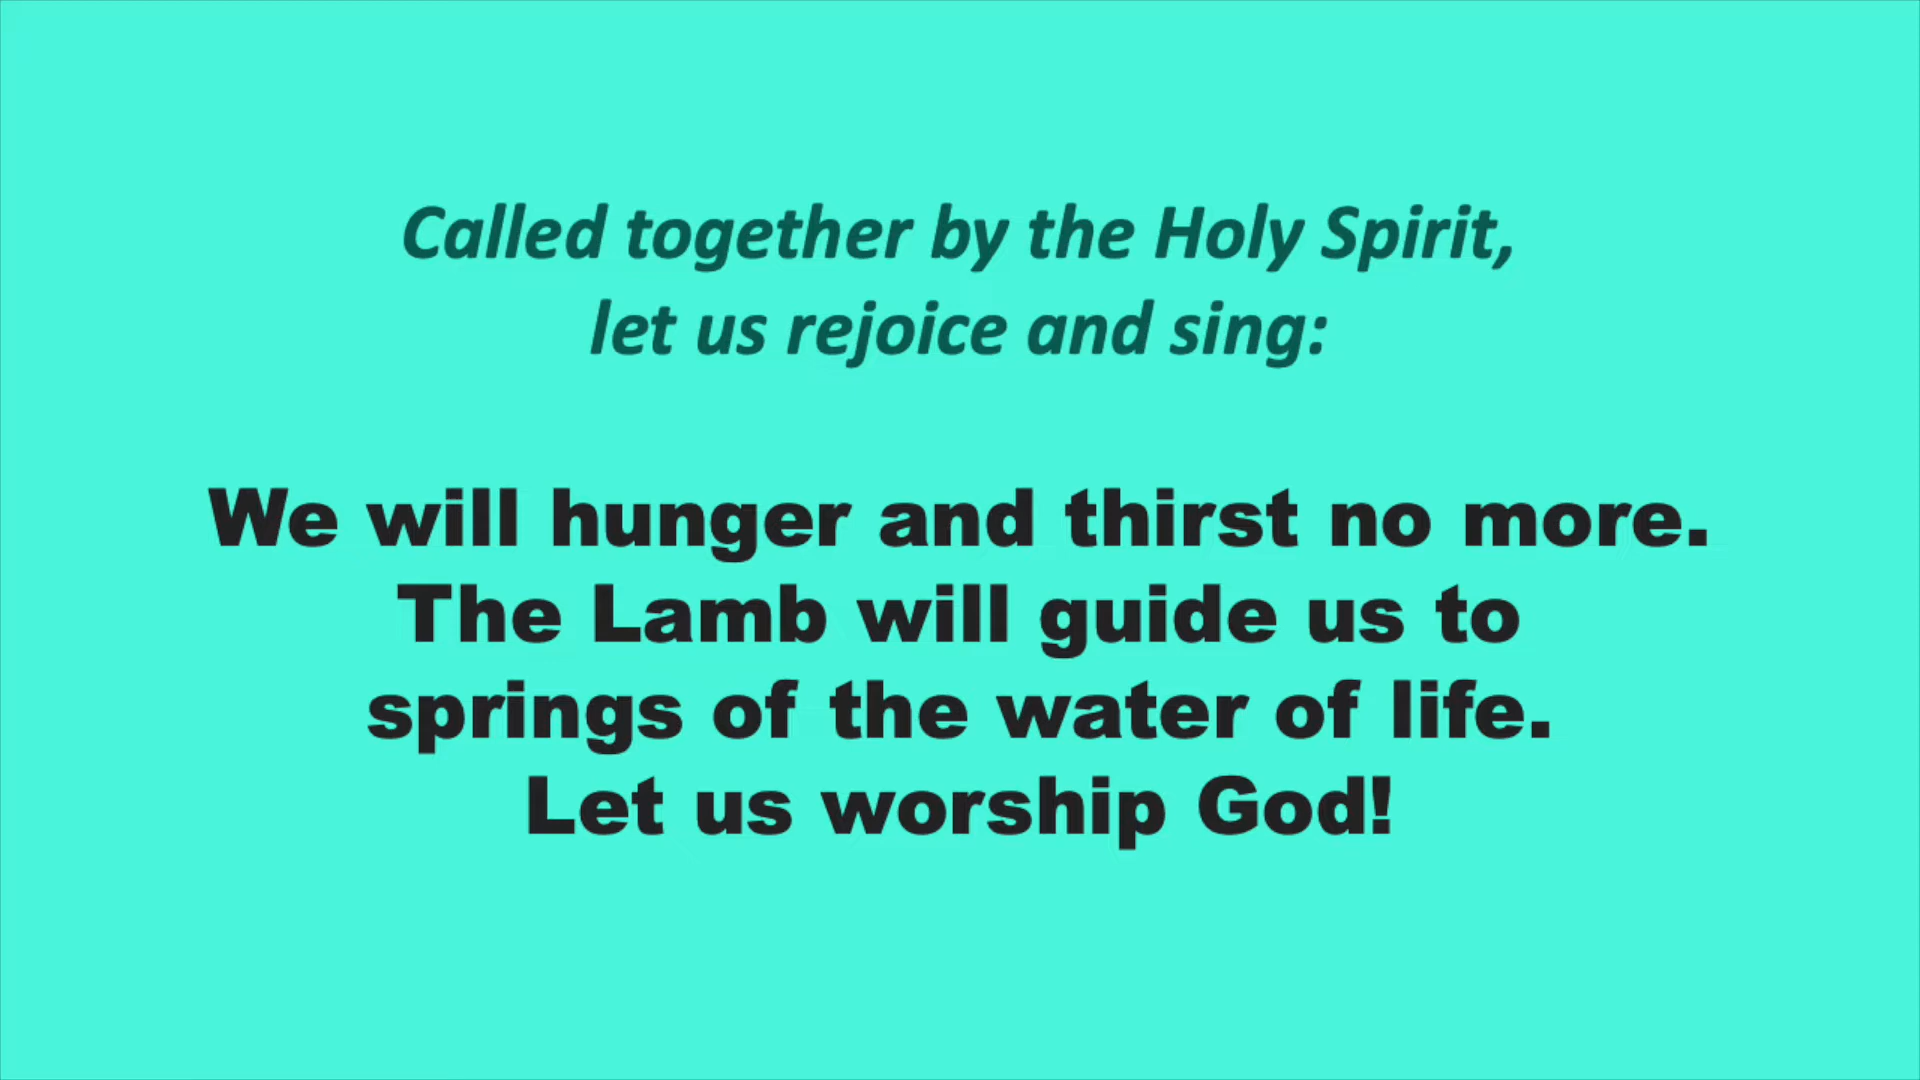 Called together by the Holy Spirit,
let us rejoice and sing:
We will hunger and thirst no more.
The Lamb will guide us to
springs of the water of life.
Let us worship God!